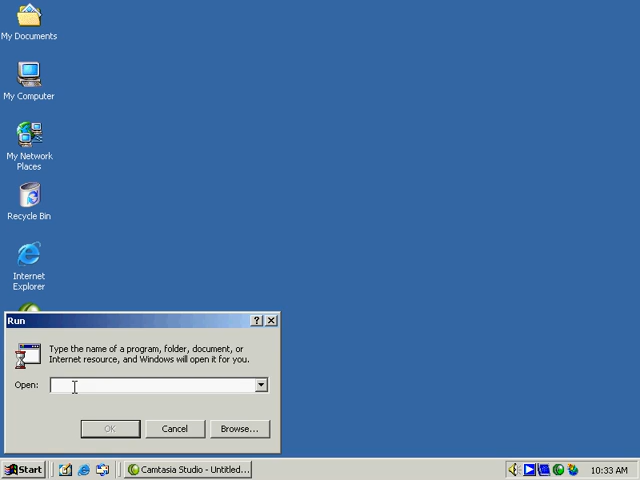 My Documents
My Computer
My Network
Places
Recycle Bin
Internet
Explorer
Run
Type the name of a program, folder, document, or
Internet resource, and Windows will open it for you.
Open:
OK
Cancel
Browse...
Start
Camtasia Studio - Untitled...
10:33 AM